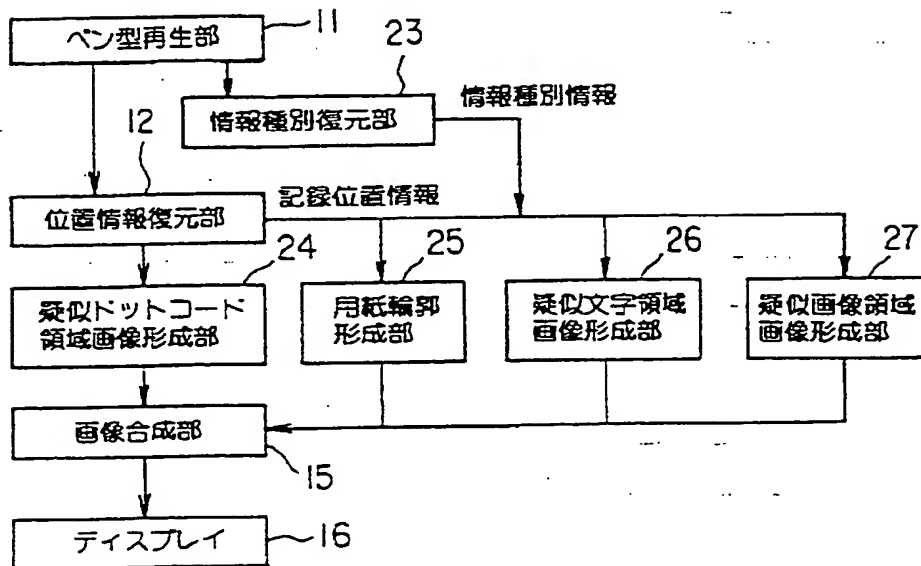 ペン型再生部
11
23
情報種別復元部
情報種別情報
12
位置情報復元部
記録位置情報
24
25
26
27
疑似ドットコード
領域画像形成部
用紙輪郭
形成部
疑似文字領域
画像形成部
疑似画像領域
画像形成部
画像合成部
15
ディスプレイ
16